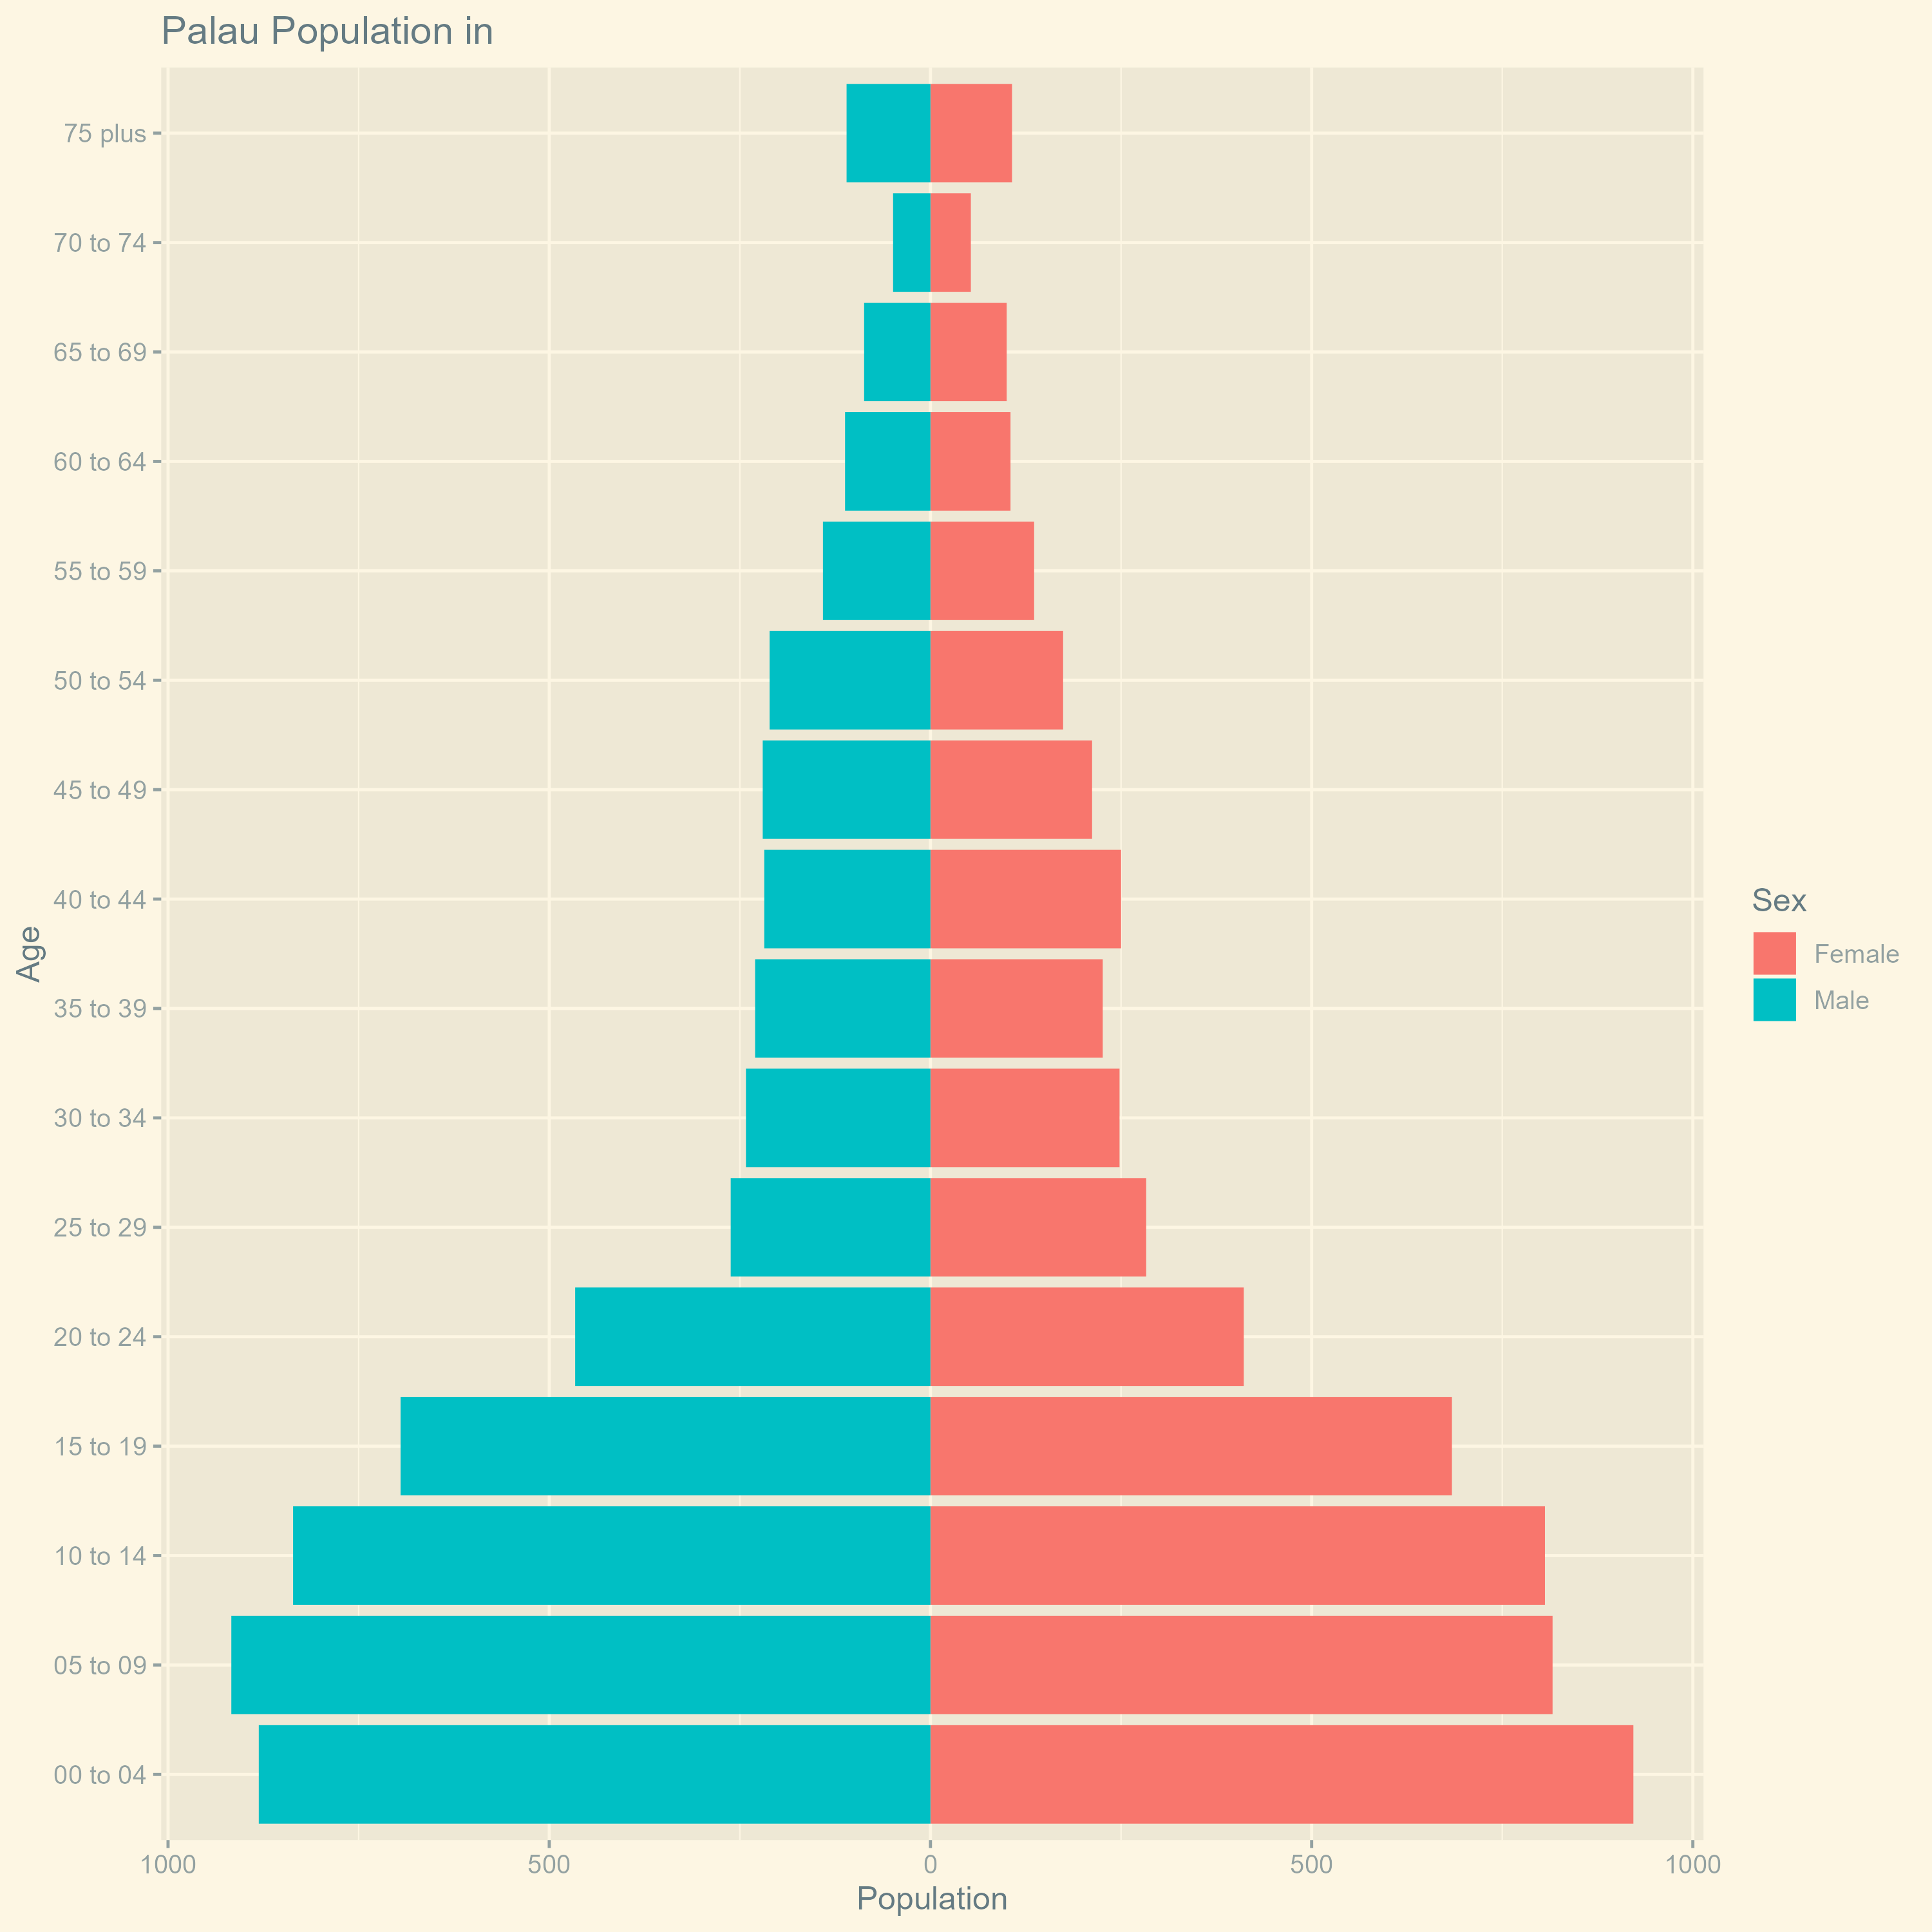 Palau Population in
75 plus
70 to 74
65 to 69
60 to 64
55 to 59
50 to 54
45 to 49
40 to 44
35 to 39
30 to 34
25 to 29
20 to 24
15 to 19
10 to 14
05 to 09
00 to 04
Age
1000 500 0 500 1000
Population
Sex
Female
Male